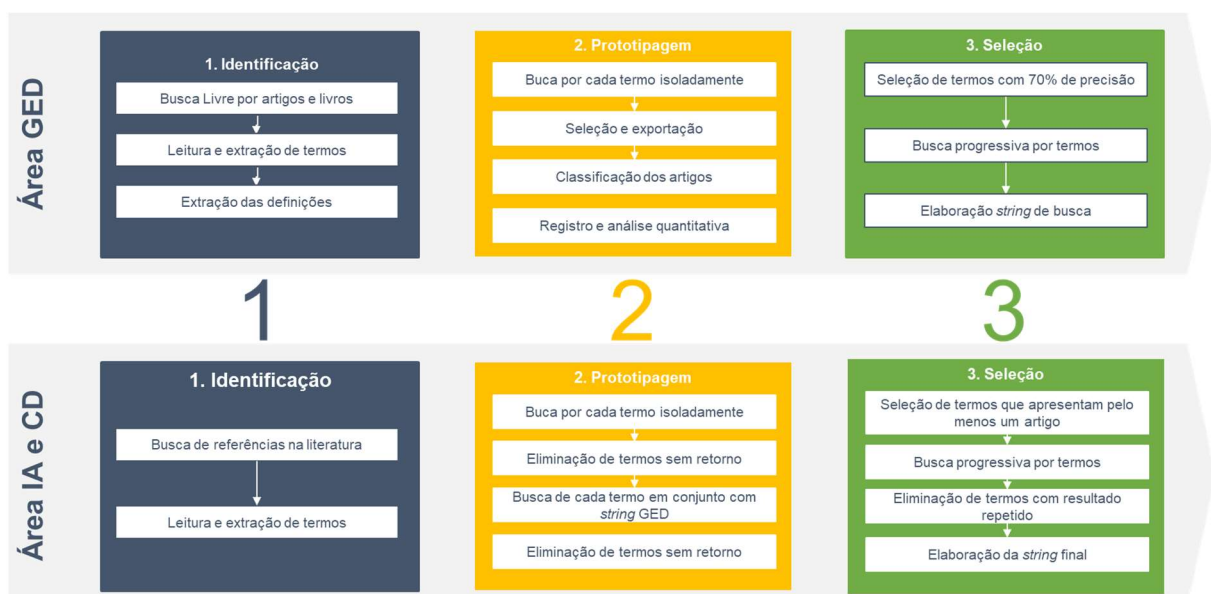 Área GED
1. Identificação
Busca Livre por artigos e livros
Leitura e extração de termos
Extração das definições
2. Prototipagem
Buca por cada termo isoladamente
Seleção e exportação
Classificação dos artigos
Registro e análise quantitativa
3. Seleção
Seleção de termos com 70% de precisão
Busca progressiva por termos
Elaboração string de busca
1
2
3
Área IA e CD
1. Identificação
Busca de referências na literatura
Leitura e extração de termos
2. Prototipagem
Buca por cada termo isoladamente
Eliminação de termos sem retorno
Busca de cada termo em conjunto com
string GED
Eliminação de termos sem retorno
3. Seleção
Seleção de termos que apresentam pelo
menos um artigo
Busca progressiva por termos
Eliminação de termos com resultado
repetido
Elaboração da string final